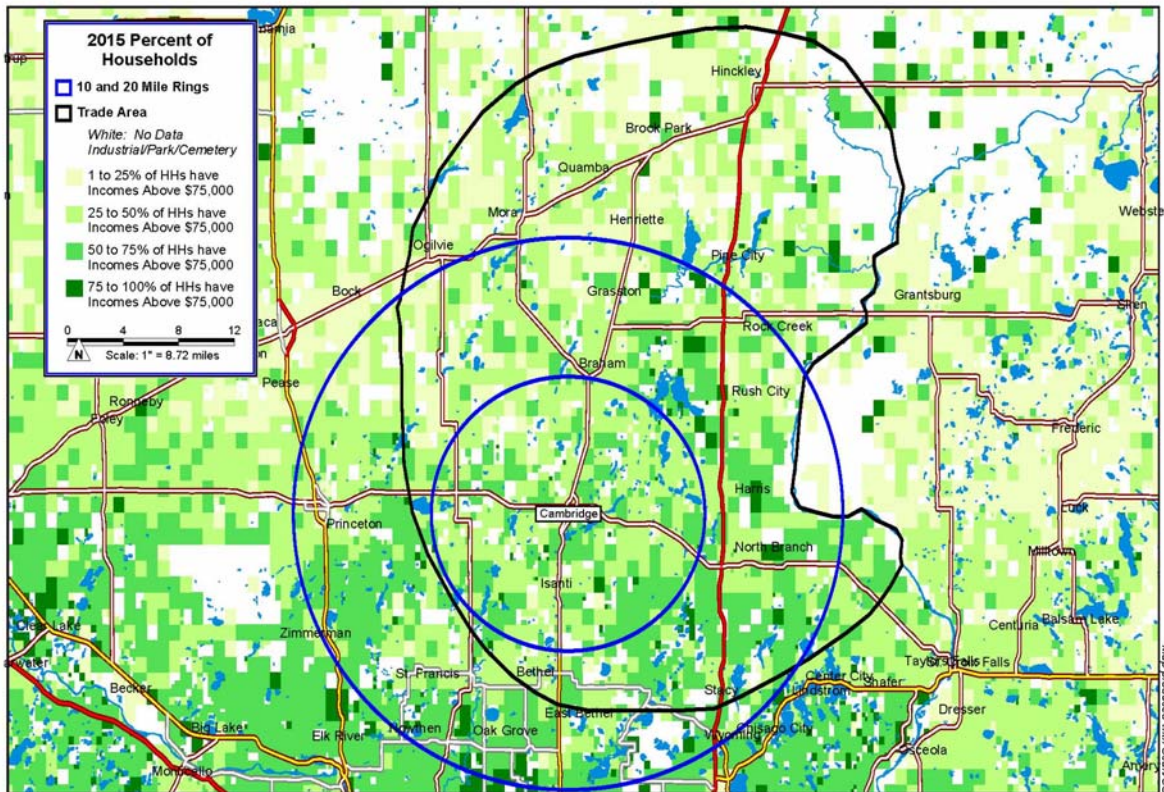 2015 Percent of
Households
10 and 20 Mile Rings
Trade Area
White: No Data
Industrial/Park/Cemetery
1 to 25% of HHs have
Incomes Above $75,000
25 to 50% of HHs have
Incomes Above $75,000
50 to 75% of HHs have
Incomes Above $75,000
75 to 100% of HHs have
Incomes Above $75,000
0 4 8 12
N
Scale: 1" = 8.72 miles
Hinckley
Brook Park
Quamba
Mora
Henriette
Ogilvie
Pine City
Bock
Grasston
Grantsburg
Siren
Rock Creek
Braham
Pease
Rush City
Ronneby
Foley
Frederic
Harris
Cambridge
Luck
Princeton
North Branch
Milltown
Isanti
Balsam Lake
Centuria
Clear Lake
Zimmerman
Taylors Falls
St. Francis
Bethel
Center City
Shafer
Becker
Stacy
Lindstrom
Dresser
East Bethel
Big Lake
Oak Grove
Chisago City
Elk River
Wyoming
Osceola
Monticello